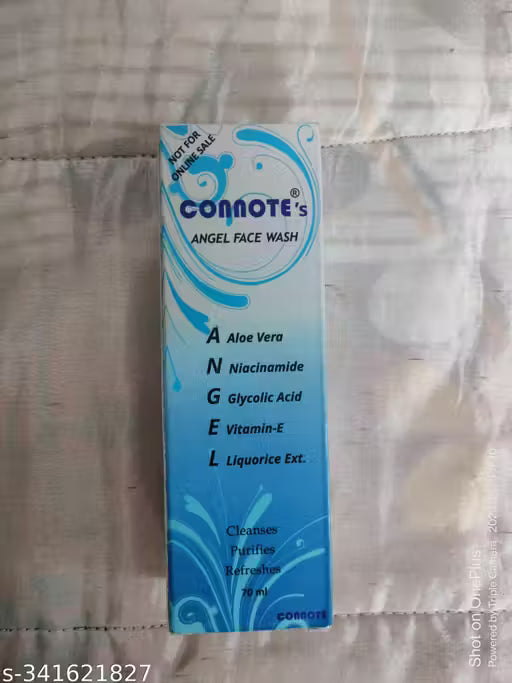 NOT FOR
ONLINE SALE
CONNOTE's®
ANGEL FACE WASH
A Aloe Vera
N Niacinamide
G Glycolic Acid
E Vitamin-E
L Liquorice Ext.
Cleanses
Purifies
Refreshes
70 ml
CONNOTE
Shot on OnePlus
Powered by Triple Camera
s-341621827